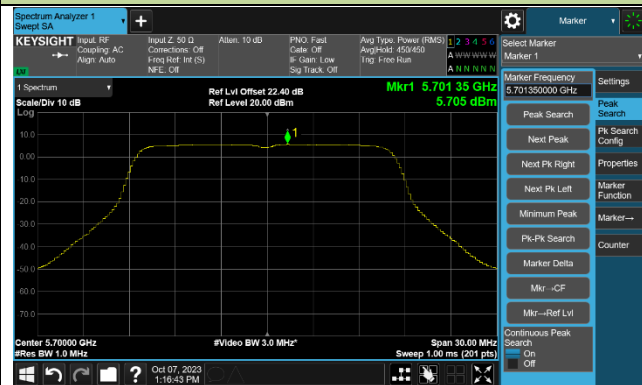 Spectrum Analyzer 1
Swept SA
+
Marker
KEYSIGHT
Input: RF
Coupling: AC
Align: Auto
Input Z: 50 Ω
Corrections: Off
Freq Ref: Int (S)
NFE: Off
Atten: 10 dB
PNO: Fast
Gate: Off
IF Gain: Low
Sig Track: Off
Avg Type: Power (RMS)
Avg|Hold: 450/450
Trig: Free Run
1 2 3 4 5 6
A W W W W W
A N N N N N
LXI
Select Marker
Marker 1
1 Spectrum
Scale/Div 10 dB
Log
Ref Lvl Offset 22.40 dB
Ref Level 20.00 dBm
Mkr1 5.701 35 GHz
5.705 dBm
1
10.0
0.00
-10.0
-20.0
-30.0
-40.0
-50.0
-60.0
-70.0
Center 5.70000 GHz
#Res BW 1.0 MHz
#Video BW 3.0 MHz*
Span 30.00 MHz
Sweep 1.00 ms (201 pts)
Marker Frequency
5.701350000 GHz
Peak Search
Next Peak
Next Pk Right
Next Pk Left
Minimum Peak
Pk-Pk Search
Marker Delta
Mkr→CF
Mkr→Ref Lvl
Continuous Peak
Search
On
Off
Settings
Peak
Search
Pk Search
Config
Properties
Marker
Function
Marker→
Counter
?
Oct 07, 2023
1:16:43 PM